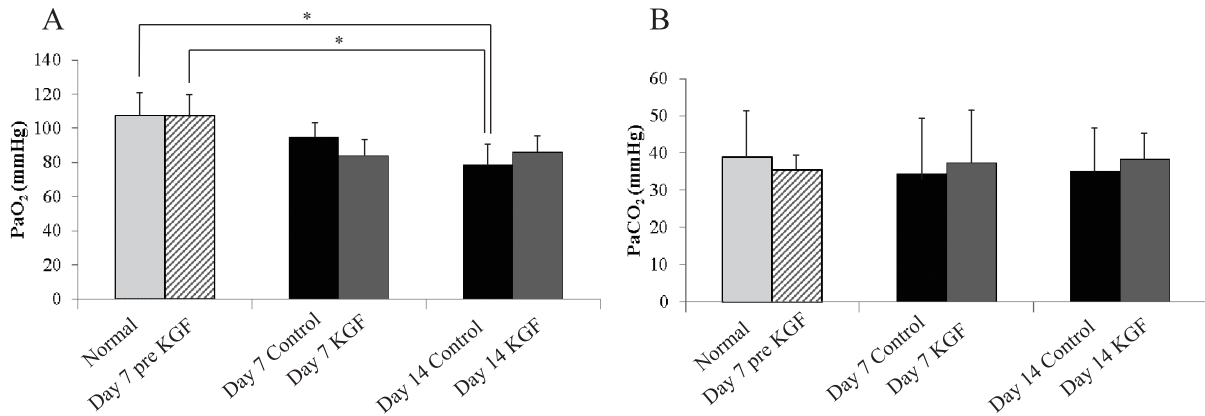 A
*
*
PaO₂ (mmHg)
140
120
100
80
60
40
20
0
Normal
Day 7 pre KGF
Day 7 Control
Day 7 KGF
Day 14 Control
Day 14 KGF
B
PaCO₂ (mmHg)
60
50
40
30
20
10
0
Normal
Day 7 pre KGF
Day 7 Control
Day 7 KGF
Day 14 Control
Day 14 KGF